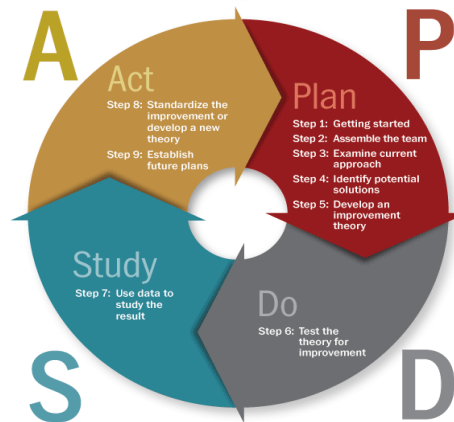 A
P
Act
Step 8: Standardize the
improvement or
develop a new
theory
Step 9: Establish
future plans
Plan
Step 1: Getting started
Step 2: Assemble the team
Step 3: Examine current
approach
Step 4: Identify potential
solutions
Step 5: Develop an
improvement
theory
Study
Step 7: Use data to
study the
result
Do
Step 6: Test the
theory for
improvement
S
D